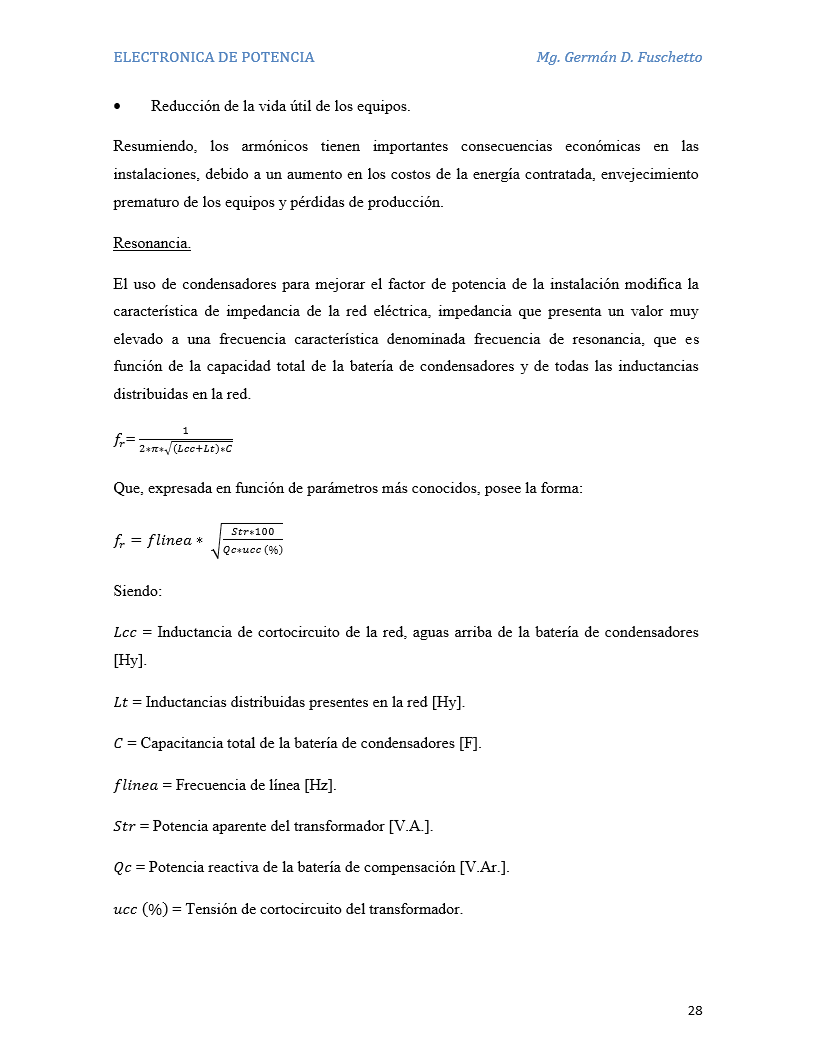 ELECTRONICA DE POTENCIA Mg. Germán D. Fuschetto
• Reducción de la vida útil de los equipos.
Resumiendo, los armónicos tienen importantes consecuencias económicas en las
instalaciones, debido a un aumento en los costos de la energía contratada, envejecimiento
prematuro de los equipos y pérdidas de producción.
Resonancia.
El uso de condensadores para mejorar el factor de potencia de la instalación modifica la
característica de impedancia de la red eléctrica, impedancia que presenta un valor muy
elevado a una frecuencia característica denominada frecuencia de resonancia, que es
función de la capacidad total de la batería de condensadores y de todas las inductancias
distribuidas en la red.
𝑓𝑟= 1 / (2∗𝜋∗√((Lcc+Lt)∗C))
Que, expresada en función de parámetros más conocidos, posee la forma:
𝑓𝑟 = flinea ∗ √(Str∗100 / (Qc∗ucc (%)))
Siendo:
Lcc = Inductancia de cortocircuito de la red, aguas arriba de la batería de condensadores
[Hy].
Lt = Inductancias distribuidas presentes en la red [Hy].
C = Capacitancia total de la batería de condensadores [F].
flinea = Frecuencia de línea [Hz].
Str = Potencia aparente del transformador [V.A.].
Qc = Potencia reactiva de la batería de compensación [V.Ar.].
ucc (%) = Tensión de cortocircuito del transformador.
28